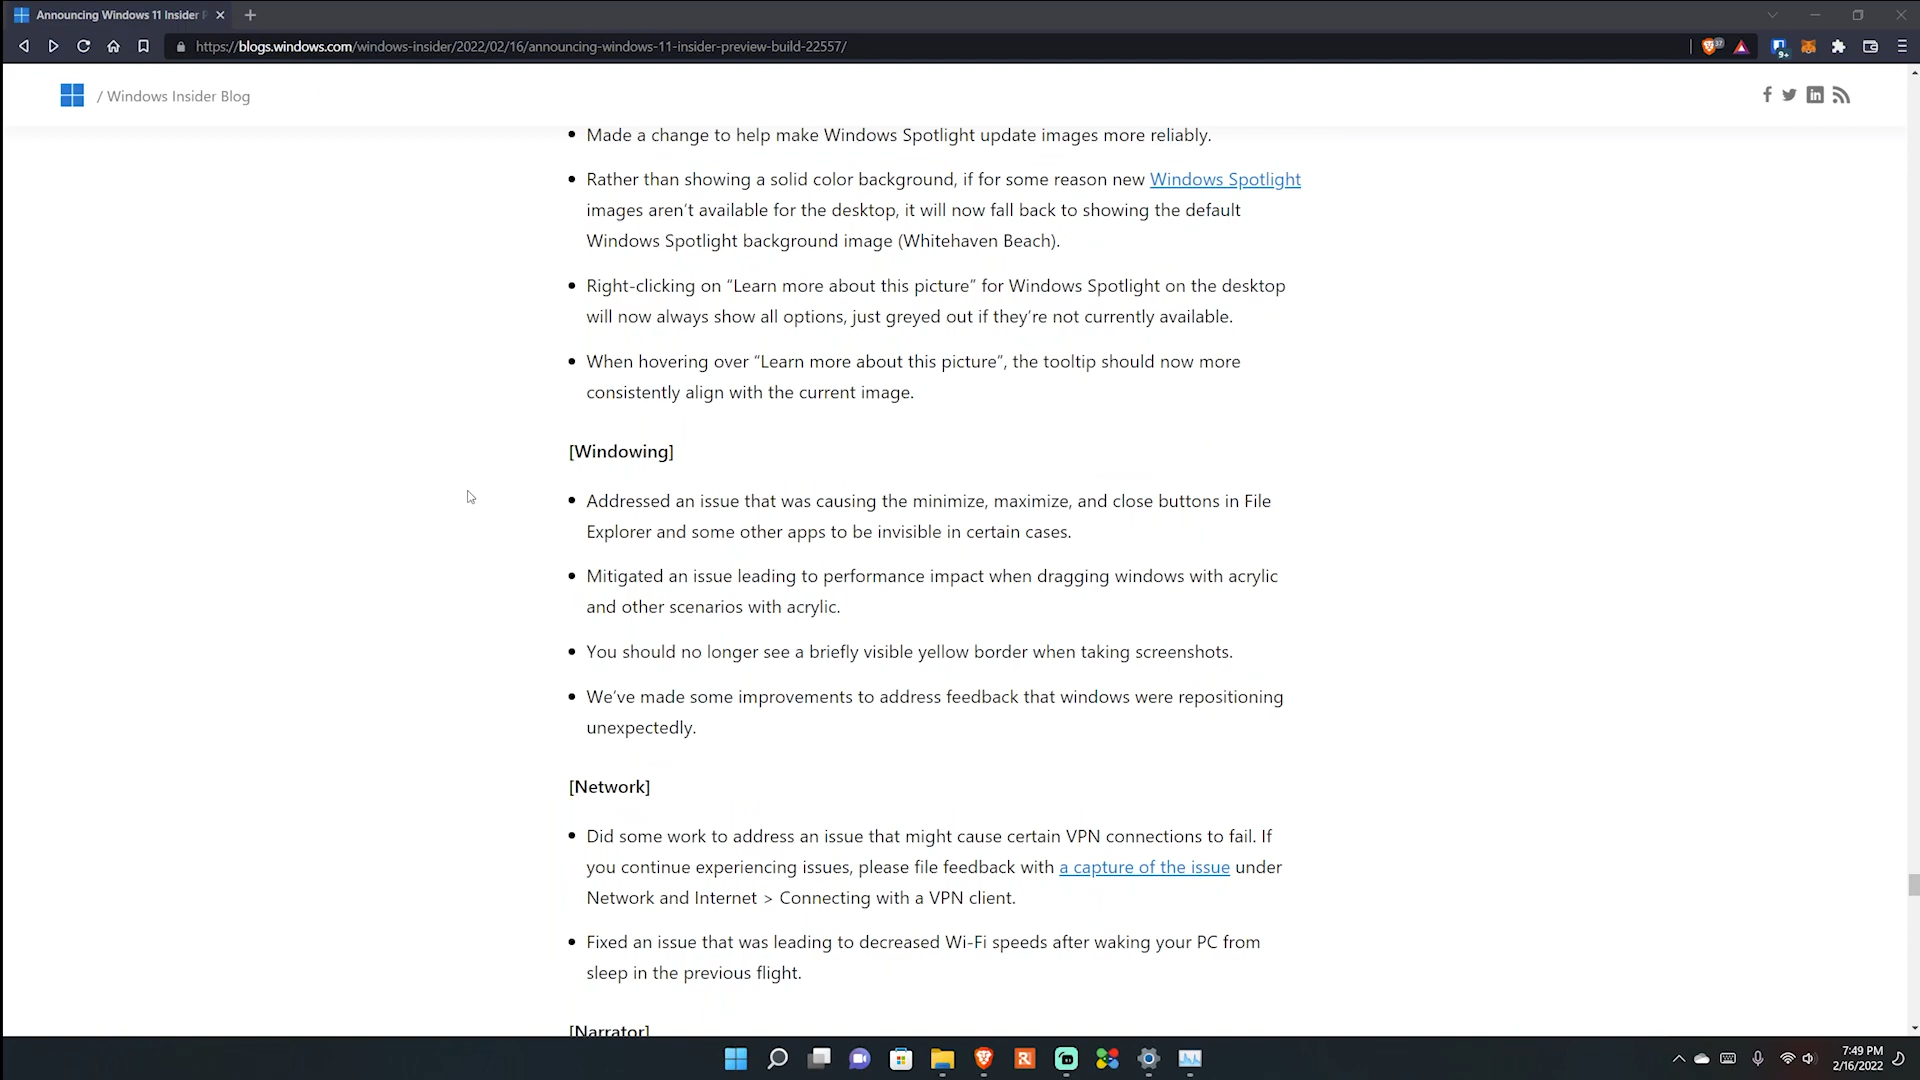 Announcing Windows 11 Insider P
https://blogs.windows.com/windows-insider/2022/02/16/announcing-windows-11-insider-preview-build-22557/
37
9+
/ Windows Insider Blog
Made a change to help make Windows Spotlight update images more reliably.
Rather than showing a solid color background, if for some reason new Windows Spotlight
images aren’t available for the desktop, it will now fall back to showing the default
Windows Spotlight background image (Whitehaven Beach).
Right-clicking on “Learn more about this picture” for Windows Spotlight on the desktop
will now always show all options, just greyed out if they’re not currently available.
When hovering over “Learn more about this picture”, the tooltip should now more
consistently align with the current image.
[Windowing]
Addressed an issue that was causing the minimize, maximize, and close buttons in File
Explorer and some other apps to be invisible in certain cases.
Mitigated an issue leading to performance impact when dragging windows with acrylic
and other scenarios with acrylic.
You should no longer see a briefly visible yellow border when taking screenshots.
We’ve made some improvements to address feedback that windows were repositioning
unexpectedly.
[Network]
Did some work to address an issue that might cause certain VPN connections to fail. If
you continue experiencing issues, please file feedback with a capture of the issue under
Network and Internet > Connecting with a VPN client.
Fixed an issue that was leading to decreased Wi-Fi speeds after waking your PC from
sleep in the previous flight.
[Narrator]
7:49 PM
2/16/2022